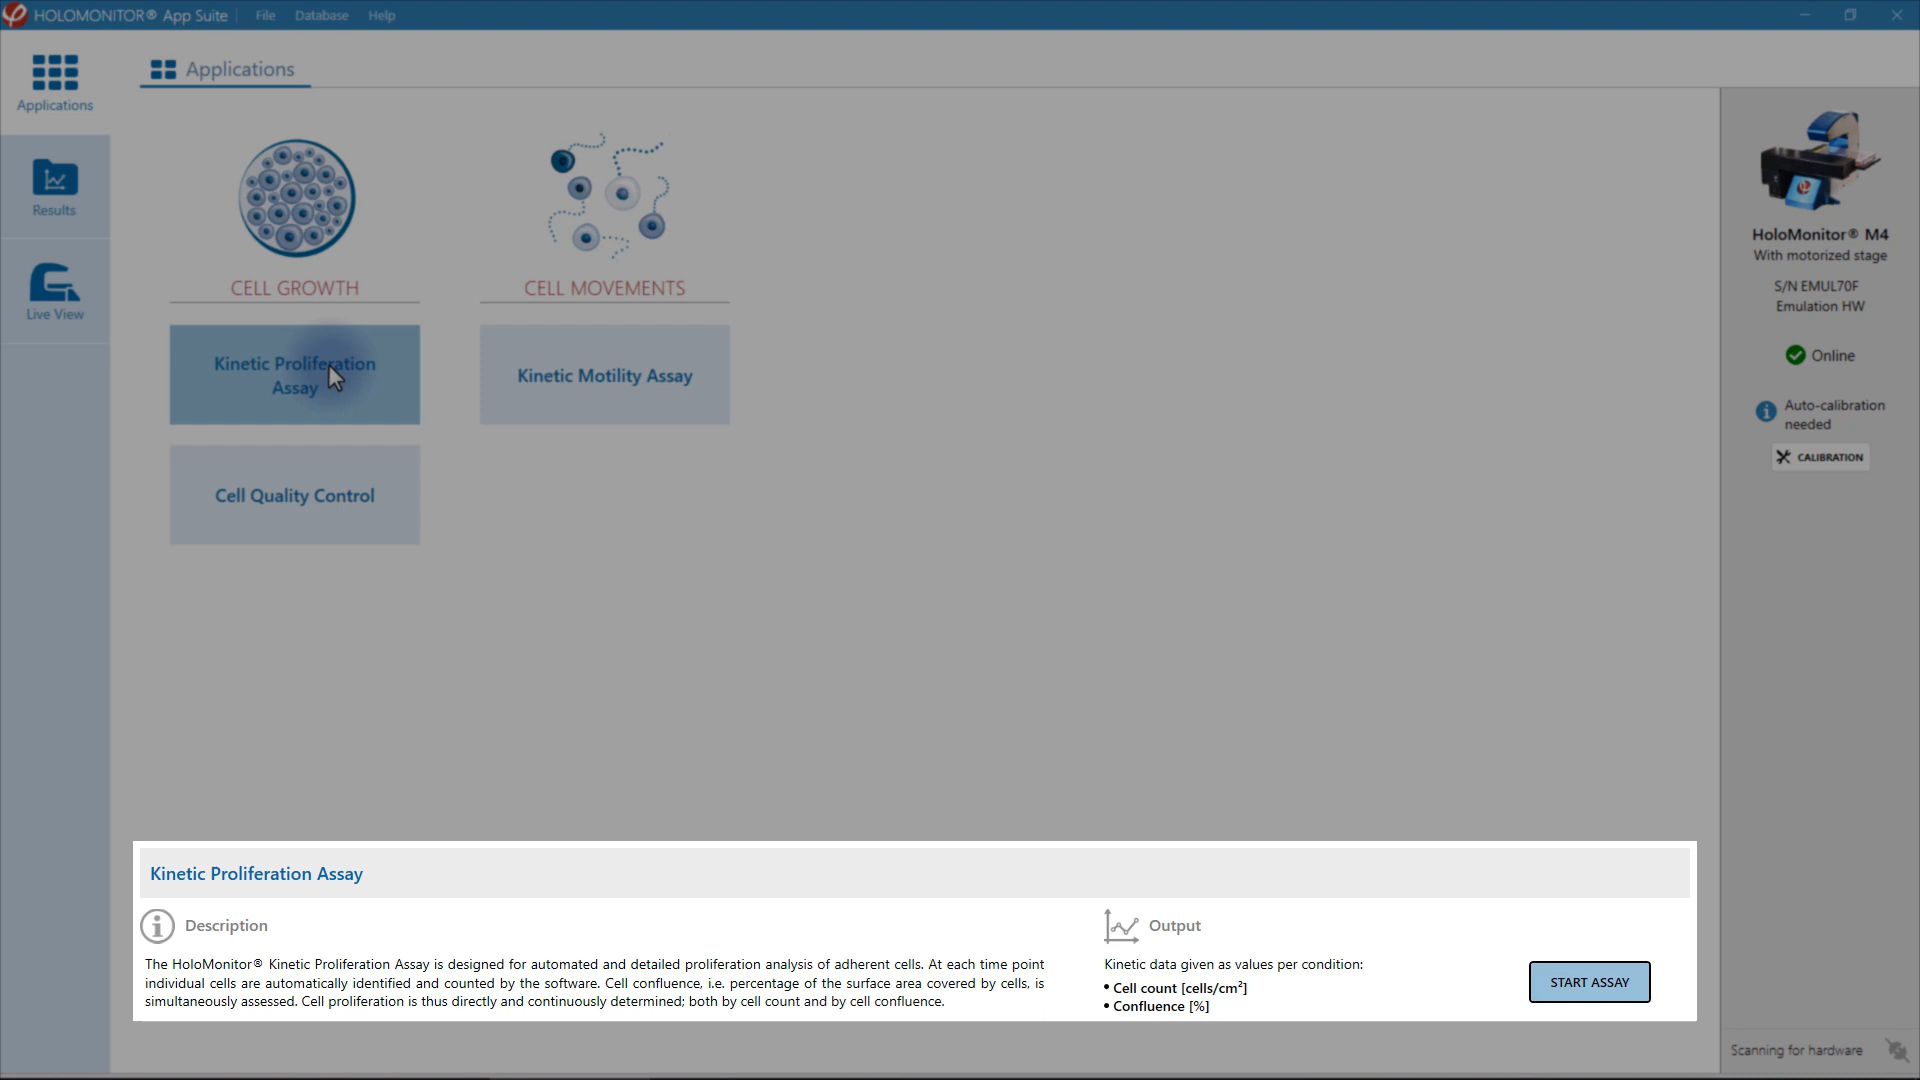 HOLOMONITOR® App Suite
File Database Help
Applications
Results
Live View
Applications
CELL GROWTH
CELL MOVEMENTS
Kinetic Proliferation
Assay
Kinetic Motility Assay
Cell Quality Control
HoloMonitor® M4
With motorized stage
S/N EMUL70F
Emulation HW
Online
Auto-calibration
needed
CALIBRATION
Kinetic Proliferation Assay
Description
The HoloMonitor® Kinetic Proliferation Assay is designed for automated and detailed proliferation analysis of adherent cells. At each time point
individual cells are automatically identified and counted by the software. Cell confluence, i.e. percentage of the surface area covered by cells, is
simultaneously assessed. Cell proliferation is thus directly and continuously determined; both by cell count and by cell confluence.
Output
Kinetic data given as values per condition:
• Cell count [cells/cm²]
• Confluence [%]
START ASSAY
Scanning for hardware